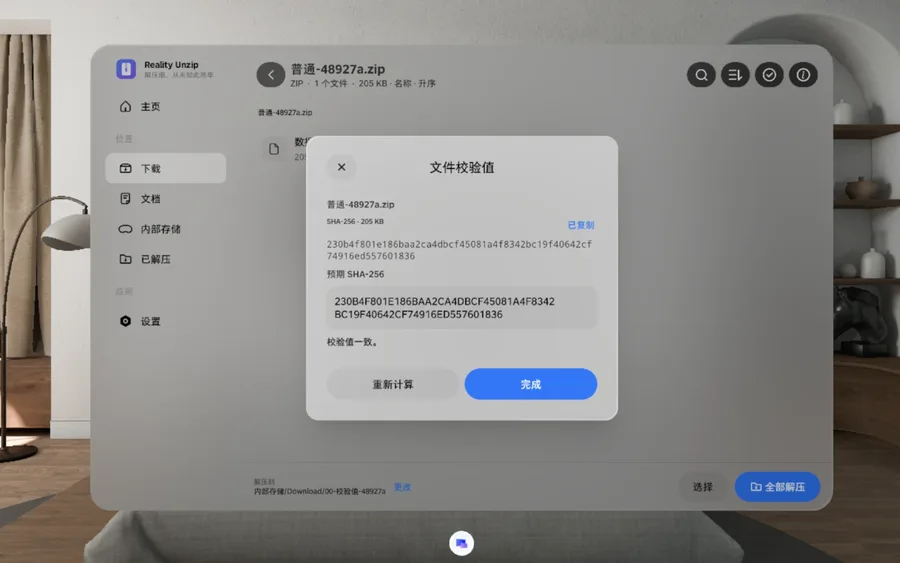 Reality Unzip
解压缩，从未如此简单
主页
位置
下载
文档
内部存储
已解压
应用
设置
普通-48927a.zip
ZIP · 1 个文件 · 205 KB · 名称 · 升序
普通-48927a.zip
文件校验值
普通-48927a.zip
SHA-256 · 205 KB
已复制
230b4f801e186baa2ca4dbcf45081a4f8342bc19f40642cf
74916ed557601836
预期 SHA-256
230B4F801E186BAA2CA4DBCF45081A4F8342
BC19F40642CF74916ED557601836
校验值一致。
重新计算
完成
解压到
内部存储/Download/00-校验值-48927a
更改
选择
全部解压